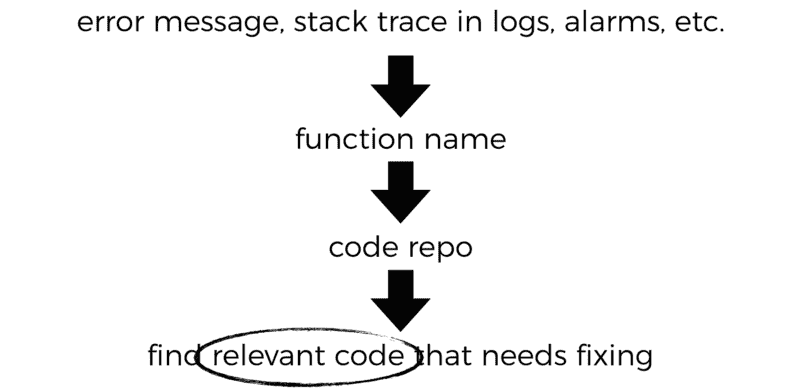 error message, stack trace in logs, alarms, etc.
function name
code repo
find relevant code that needs fixing